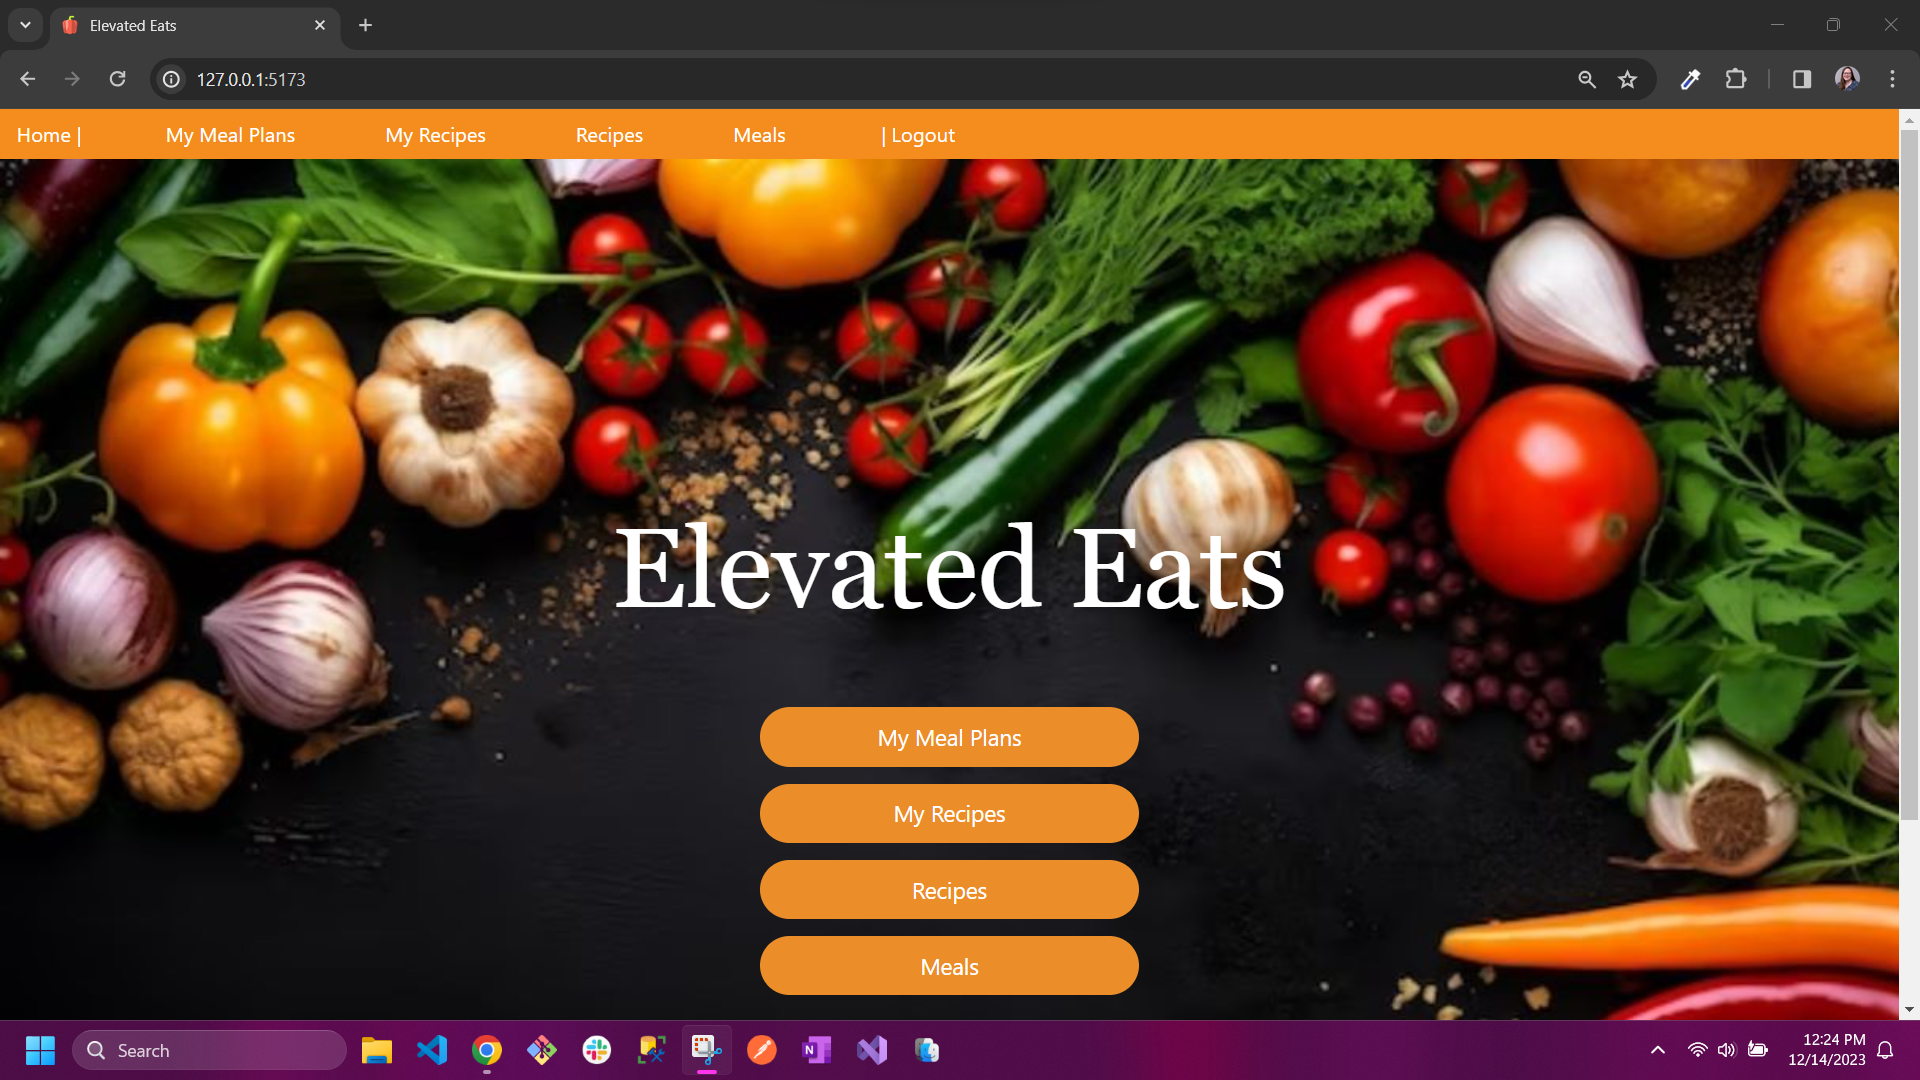 Elevated Eats
127.0.0.1:5173
Home | My Meal Plans My Recipes Recipes Meals | Logout
Elevated Eats
My Meal Plans
My Recipes
Recipes
Meals
Search
N
12:24 PM
12/14/2023